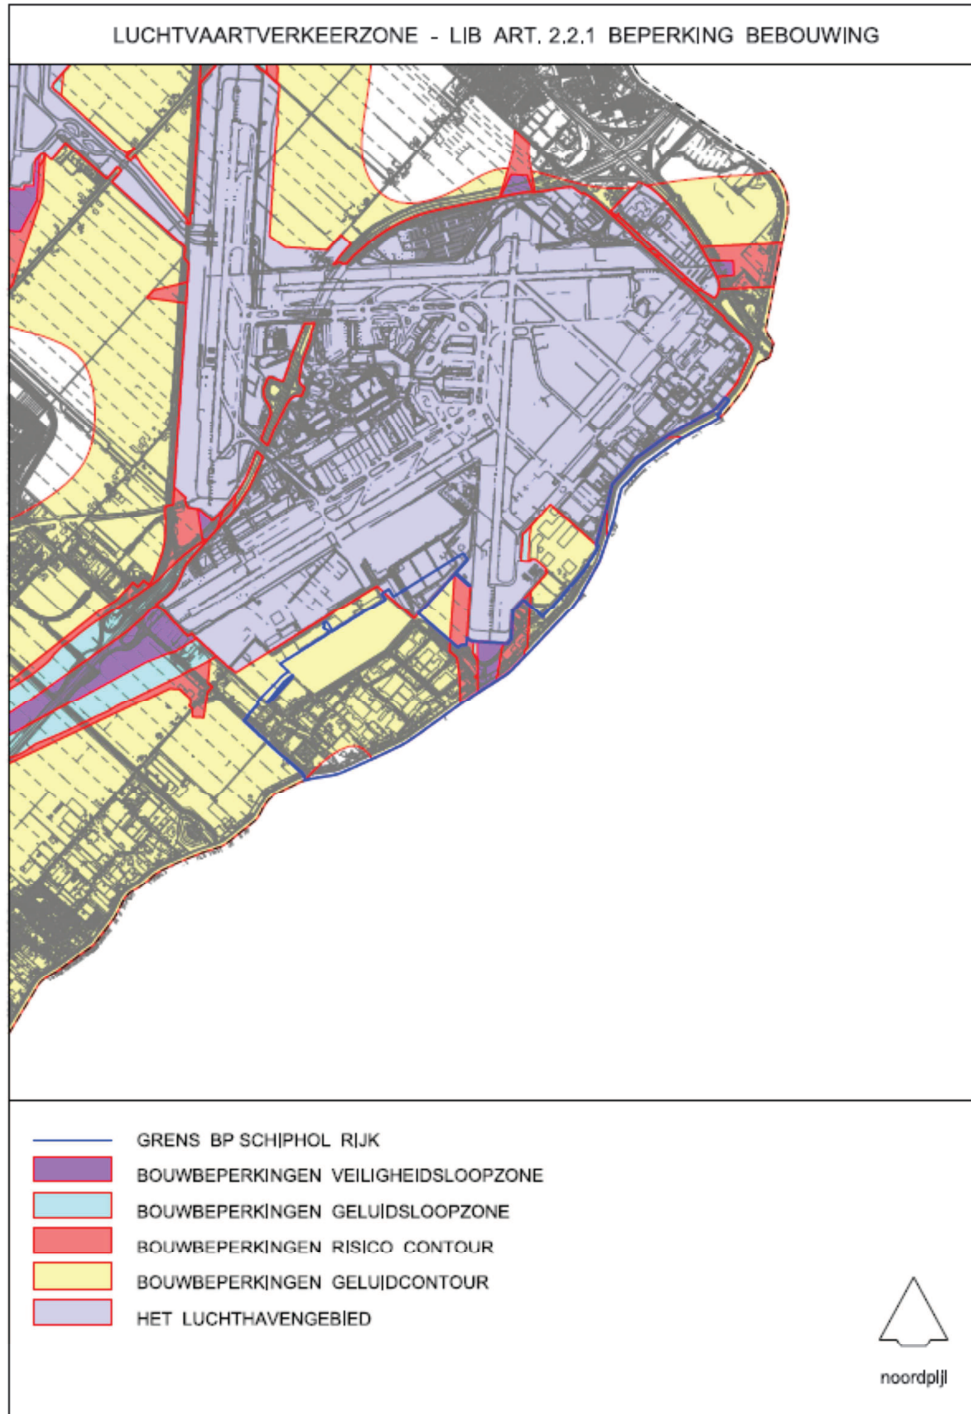 LUCHTVAARTVERKEERZONE - LIB ART. 2.2.1 BEPERKING BEBOUWING
GRENS BP SCHIPHOL RIJK
BOUWBEPERKINGEN VEILIGHEIDSLOOPZONE
BOUWBEPERKINGEN GELUIDSLOOPZONE
BOUWBEPERKINGEN RISICO CONTOUR
BOUWBEPERKINGEN GELUIDCONTOUR
HET LUCHTHAVENGEBIED
noordpijl